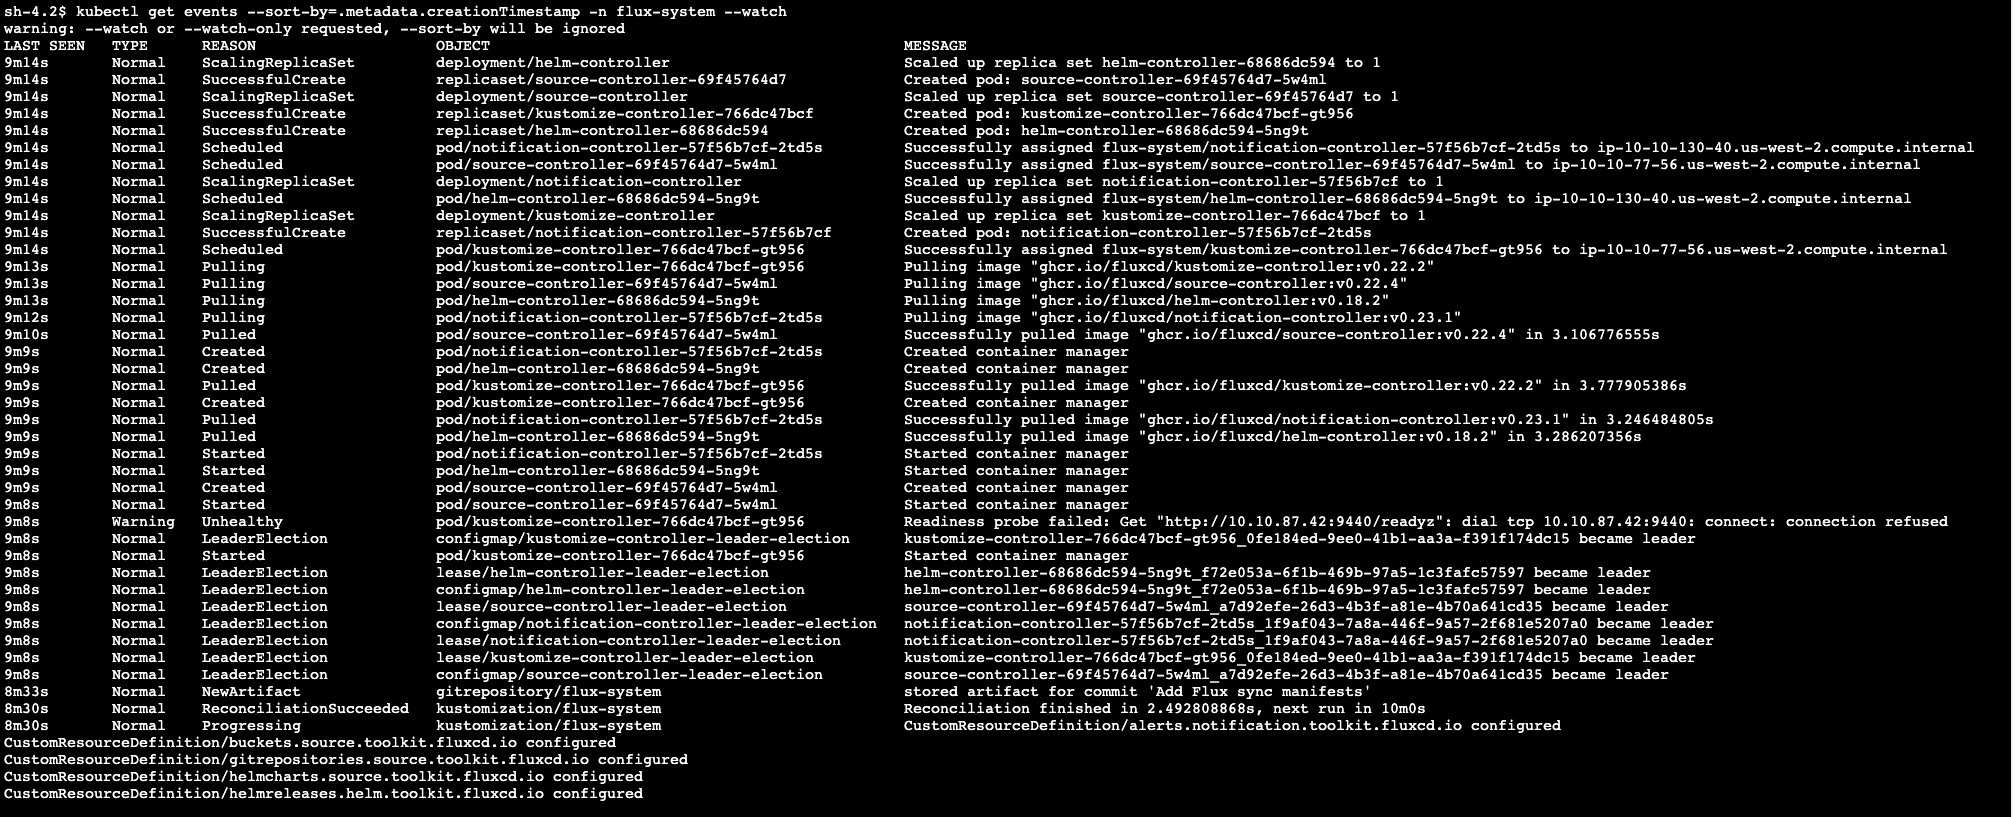 sh-4.2$ kubectl get events --sort-by=.metadata.creationTimestamp -n flux-system --watch
warning: --watch or --watch-only requested, --sort-by will be ignored
LAST SEEN   TYPE      REASON                    OBJECT                                              MESSAGE
9m14s       Normal    ScalingReplicaSet         deployment/helm-controller                          Scaled up replica set helm-controller-68686dc594 to 1
9m14s       Normal    SuccessfulCreate          replicaset/source-controller-69f45764d7             Created pod: source-controller-69f45764d7-5w4ml
9m14s       Normal    ScalingReplicaSet         deployment/source-controller                        Scaled up replica set source-controller-69f45764d7 to 1
9m14s       Normal    SuccessfulCreate          replicaset/kustomize-controller-766dc47bcf          Created pod: kustomize-controller-766dc47bcf-gt956
9m14s       Normal    SuccessfulCreate          replicaset/helm-controller-68686dc594               Created pod: helm-controller-68686dc594-5ng9t
9m14s       Normal    Scheduled                 pod/notification-controller-57f56b7cf-2td5s         Successfully assigned flux-system/notification-controller-57f56b7cf-2td5s to ip-10-10-130-40.us-west-2.compute.internal
9m14s       Normal    Scheduled                 pod/source-controller-69f45764d7-5w4ml              Successfully assigned flux-system/source-controller-69f45764d7-5w4ml to ip-10-10-77-56.us-west-2.compute.internal
9m14s       Normal    ScalingReplicaSet         deployment/notification-controller                  Scaled up replica set notification-controller-57f56b7cf to 1
9m14s       Normal    Scheduled                 pod/helm-controller-68686dc594-5ng9t                Successfully assigned flux-system/helm-controller-68686dc594-5ng9t to ip-10-10-130-40.us-west-2.compute.internal
9m14s       Normal    ScalingReplicaSet         deployment/kustomize-controller                     Scaled up replica set kustomize-controller-766dc47bcf to 1
9m14s       Normal    SuccessfulCreate          replicaset/notification-controller-57f56b7cf        Created pod: notification-controller-57f56b7cf-2td5s
9m14s       Normal    Scheduled                 pod/kustomize-controller-766dc47bcf-gt956           Successfully assigned flux-system/kustomize-controller-766dc47bcf-gt956 to ip-10-10-77-56.us-west-2.compute.internal
9m13s       Normal    Pulling                   pod/kustomize-controller-766dc47bcf-gt956           Pulling image "ghcr.io/fluxcd/kustomize-controller:v0.22.2"
9m13s       Normal    Pulling                   pod/source-controller-69f45764d7-5w4ml              Pulling image "ghcr.io/fluxcd/source-controller:v0.22.4"
9m13s       Normal    Pulling                   pod/helm-controller-68686dc594-5ng9t                Pulling image "ghcr.io/fluxcd/helm-controller:v0.18.2"
9m12s       Normal    Pulling                   pod/notification-controller-57f56b7cf-2td5s         Pulling image "ghcr.io/fluxcd/notification-controller:v0.23.1"
9m10s       Normal    Pulled                    pod/source-controller-69f45764d7-5w4ml              Successfully pulled image "ghcr.io/fluxcd/source-controller:v0.22.4" in 3.106776555s
9m9s        Normal    Created                   pod/notification-controller-57f56b7cf-2td5s         Created container manager
9m9s        Normal    Created                   pod/helm-controller-68686dc594-5ng9t                Created container manager
9m9s        Normal    Pulled                    pod/kustomize-controller-766dc47bcf-gt956           Successfully pulled image "ghcr.io/fluxcd/kustomize-controller:v0.22.2" in 3.777905386s
9m9s        Normal    Created                   pod/kustomize-controller-766dc47bcf-gt956           Created container manager
9m9s        Normal    Pulled                    pod/notification-controller-57f56b7cf-2td5s         Successfully pulled image "ghcr.io/fluxcd/notification-controller:v0.23.1" in 3.246484805s
9m9s        Normal    Pulled                    pod/helm-controller-68686dc594-5ng9t                Successfully pulled image "ghcr.io/fluxcd/helm-controller:v0.18.2" in 3.286207356s
9m9s        Normal    Started                   pod/notification-controller-57f56b7cf-2td5s         Started container manager
9m9s        Normal    Started                   pod/helm-controller-68686dc594-5ng9t                Started container manager
9m9s        Normal    Created                   pod/source-controller-69f45764d7-5w4ml              Created container manager
9m8s        Normal    Started                   pod/source-controller-69f45764d7-5w4ml              Started container manager
9m8s        Warning   Unhealthy                 pod/kustomize-controller-766dc47bcf-gt956           Readiness probe failed: Get "http://10.10.87.42:9440/readyz": dial tcp 10.10.87.42:9440: connect: connection refused
9m8s        Normal    LeaderElection            configmap/kustomize-controller-leader-election      kustomize-controller-766dc47bcf-gt956_0fe184ed-9ee0-41b1-aa3a-f391f174dc15 became leader
9m8s        Normal    Started                   pod/kustomize-controller-766dc47bcf-gt956           Started container manager
9m8s        Normal    LeaderElection            lease/helm-controller-leader-election               helm-controller-68686dc594-5ng9t_f72e053a-6f1b-469b-97a5-1c3fafc57597 became leader
9m8s        Normal    LeaderElection            configmap/helm-controller-leader-election           helm-controller-68686dc594-5ng9t_f72e053a-6f1b-469b-97a5-1c3fafc57597 became leader
9m8s        Normal    LeaderElection            lease/source-controller-leader-election             source-controller-69f45764d7-5w4ml_a7d92efe-26d3-4b3f-a81e-4b70a641cd35 became leader
9m8s        Normal    LeaderElection            configmap/notification-controller-leader-election   notification-controller-57f56b7cf-2td5s_1f9af043-7a8a-446f-9a57-2f681e5207a0 became leader
9m8s        Normal    LeaderElection            lease/notification-controller-leader-election       notification-controller-57f56b7cf-2td5s_1f9af043-7a8a-446f-9a57-2f681e5207a0 became leader
9m8s        Normal    LeaderElection            lease/kustomize-controller-leader-election          kustomize-controller-766dc47bcf-gt956_0fe184ed-9ee0-41b1-aa3a-f391f174dc15 became leader
9m8s        Normal    LeaderElection            configmap/source-controller-leader-election         source-controller-69f45764d7-5w4ml_a7d92efe-26d3-4b3f-a81e-4b70a641cd35 became leader
8m33s       Normal    NewArtifact               gitrepository/flux-system                           stored artifact for commit 'Add Flux sync manifests'
8m30s       Normal    ReconciliationSucceeded   kustomization/flux-system                           Reconciliation finished in 2.492808868s, next run in 10m0s
8m30s       Normal    Progressing               kustomization/flux-system                           CustomResourceDefinition/alerts.notification.toolkit.fluxcd.io configured
CustomResourceDefinition/buckets.source.toolkit.fluxcd.io configured
CustomResourceDefinition/gitrepositories.source.toolkit.fluxcd.io configured
CustomResourceDefinition/helmcharts.source.toolkit.fluxcd.io configured
CustomResourceDefinition/helmreleases.helm.toolkit.fluxcd.io configured